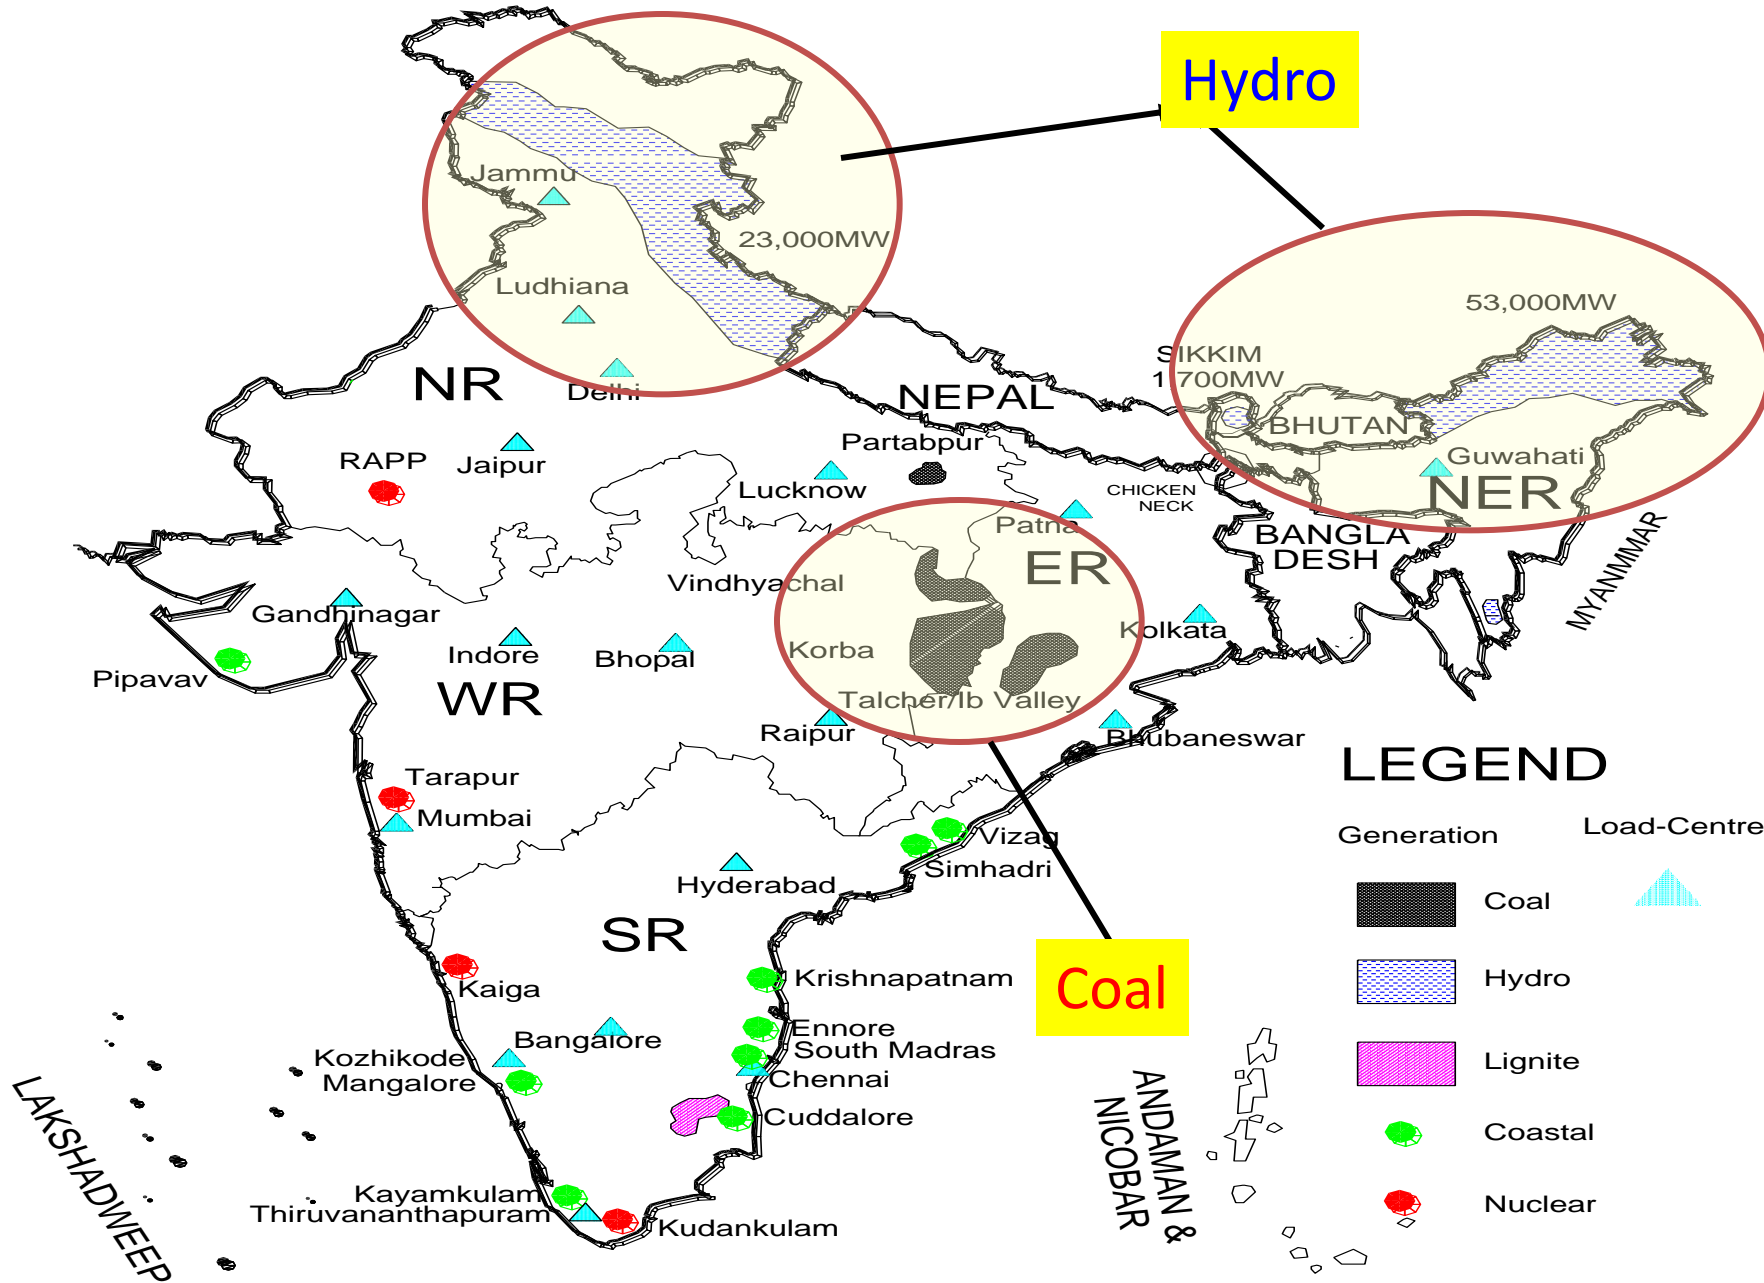 Hydro
Jammu
23,000MW
Ludhiana
53,000MW
SIKKIM
1,700MW
NR
Delhi
NEPAL
BHUTAN
Partabpur
RAPP
Jaipur
Lucknow
Guwahati
CHICKEN
NECK
NER
Patna
BANGLA
DESH
MYANMMAR
Vindhyachal
ER
Gandhinagar
Kolkata
Indore
Bhopal
Korba
Pipavav
WR
Talcher/Ib Valley
Raipur
Bhubaneswar
LEGEND
Tarapur
Mumbai
Vizag
Generation
Load-Centre
Simhadri
Hyderabad
Coal
SR
Krishnapatnam
Coal
Hydro
Kaiga
Ennore
Bangalore
South Madras
Kozhikode
Mangalore
Chennai
Lignite
Cuddalore
Coastal
LAKSHADWEEP
ANDAMAN &
NICOBAR
Kayamkulam
Thiruvananthapuram
Kudankulam
Nuclear